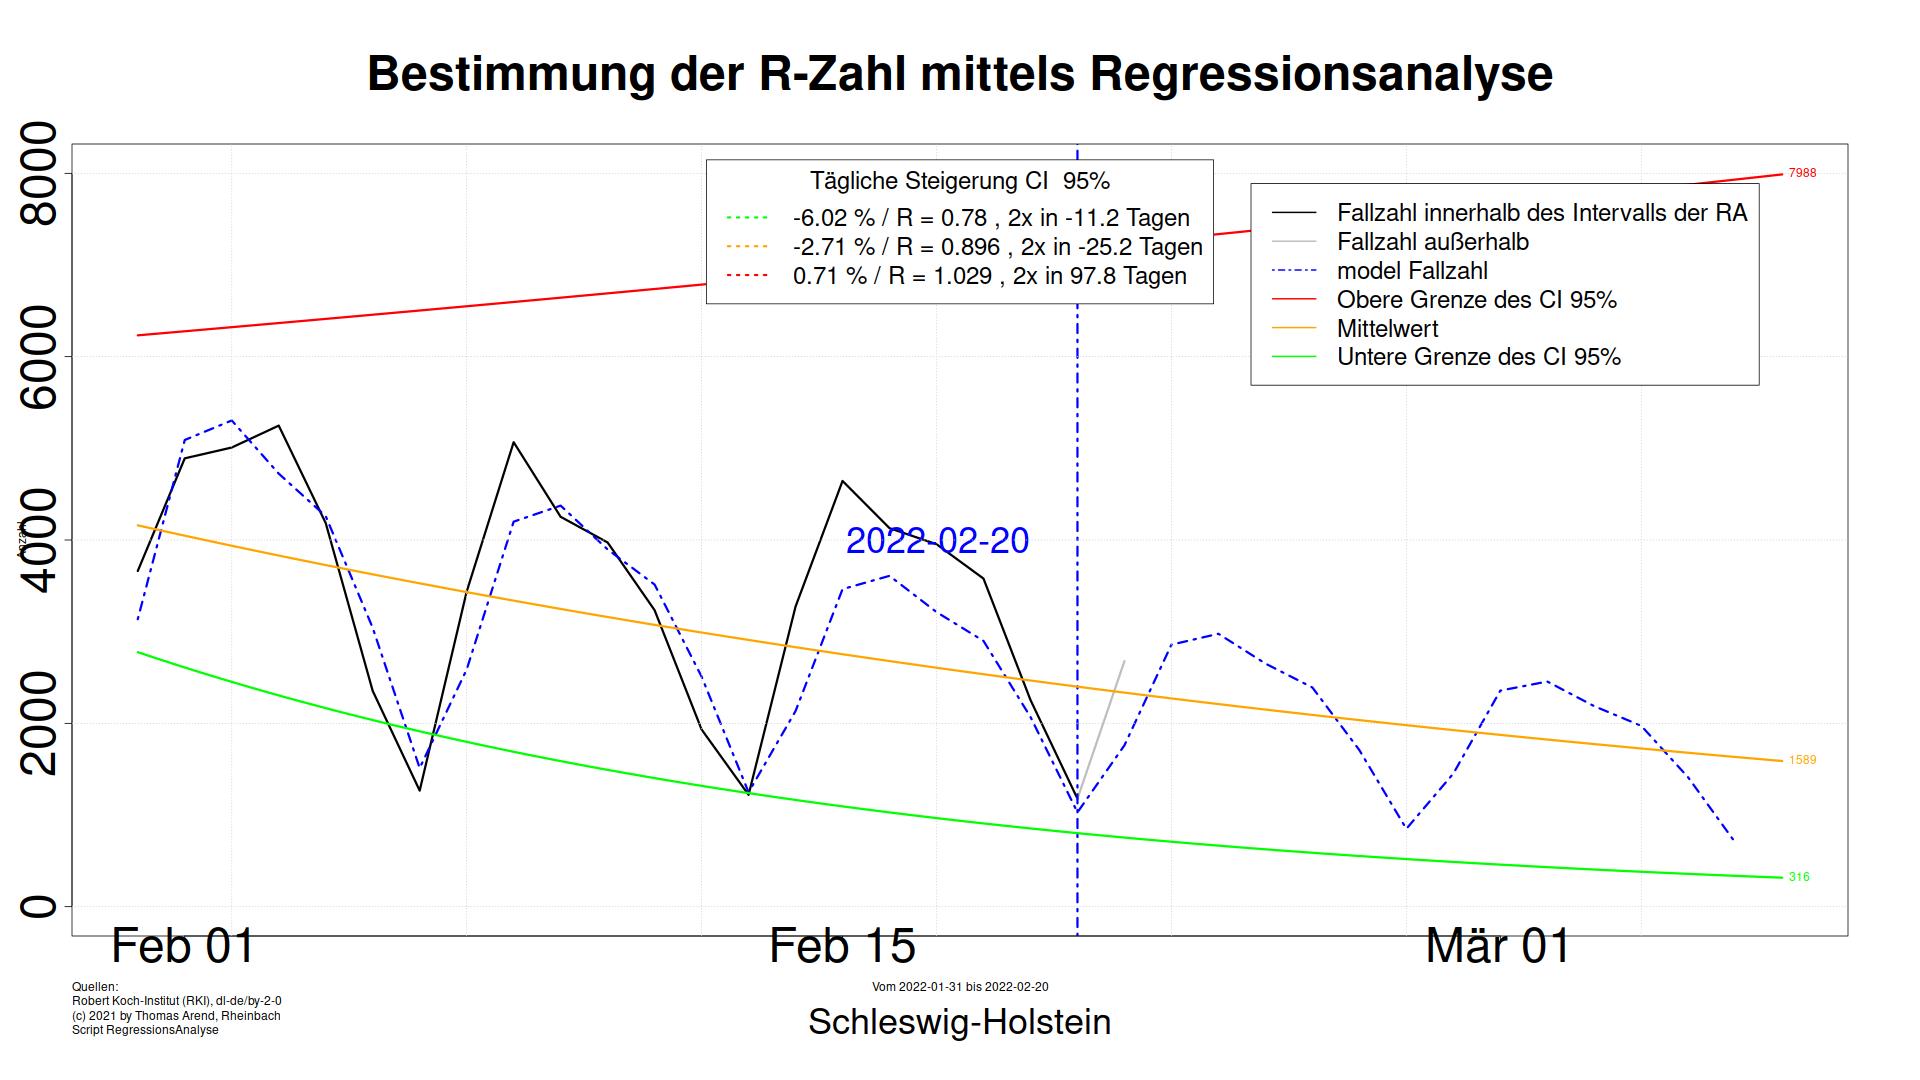 Bestimmung der R-Zahl mittels Regressionsanalyse
Anzahl
8000
6000
4000
2000
0
Tägliche Steigerung CI  95%
-6.02 % / R = 0.78 , 2x in -11.2 Tagen
-2.71 % / R = 0.896 , 2x in -25.2 Tagen
0.71 % / R = 1.029 , 2x in 97.8 Tagen
Fallzahl innerhalb des Intervalls der RA
Fallzahl außerhalb
model Fallzahl
Obere Grenze des CI 95%
Mittelwert
Untere Grenze des CI 95%
7988
2022-02-20
1589
316
Feb 01
Feb 15
Mär 01
Quellen:
Robert Koch-Institut (RKI), dl-de/by-2-0
(c) 2021 by Thomas Arend, Rheinbach
Script RegressionsAnalyse
Vom 2022-01-31 bis 2022-02-20
Schleswig-Holstein